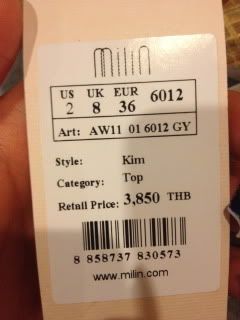 milin
US UK EUR 6012
2 8 36
Art: AW11 01 6012 GY
Style: Kim
Category: Top
Retail Price: 3,850 THB
8 858737 830573
www.milin.com